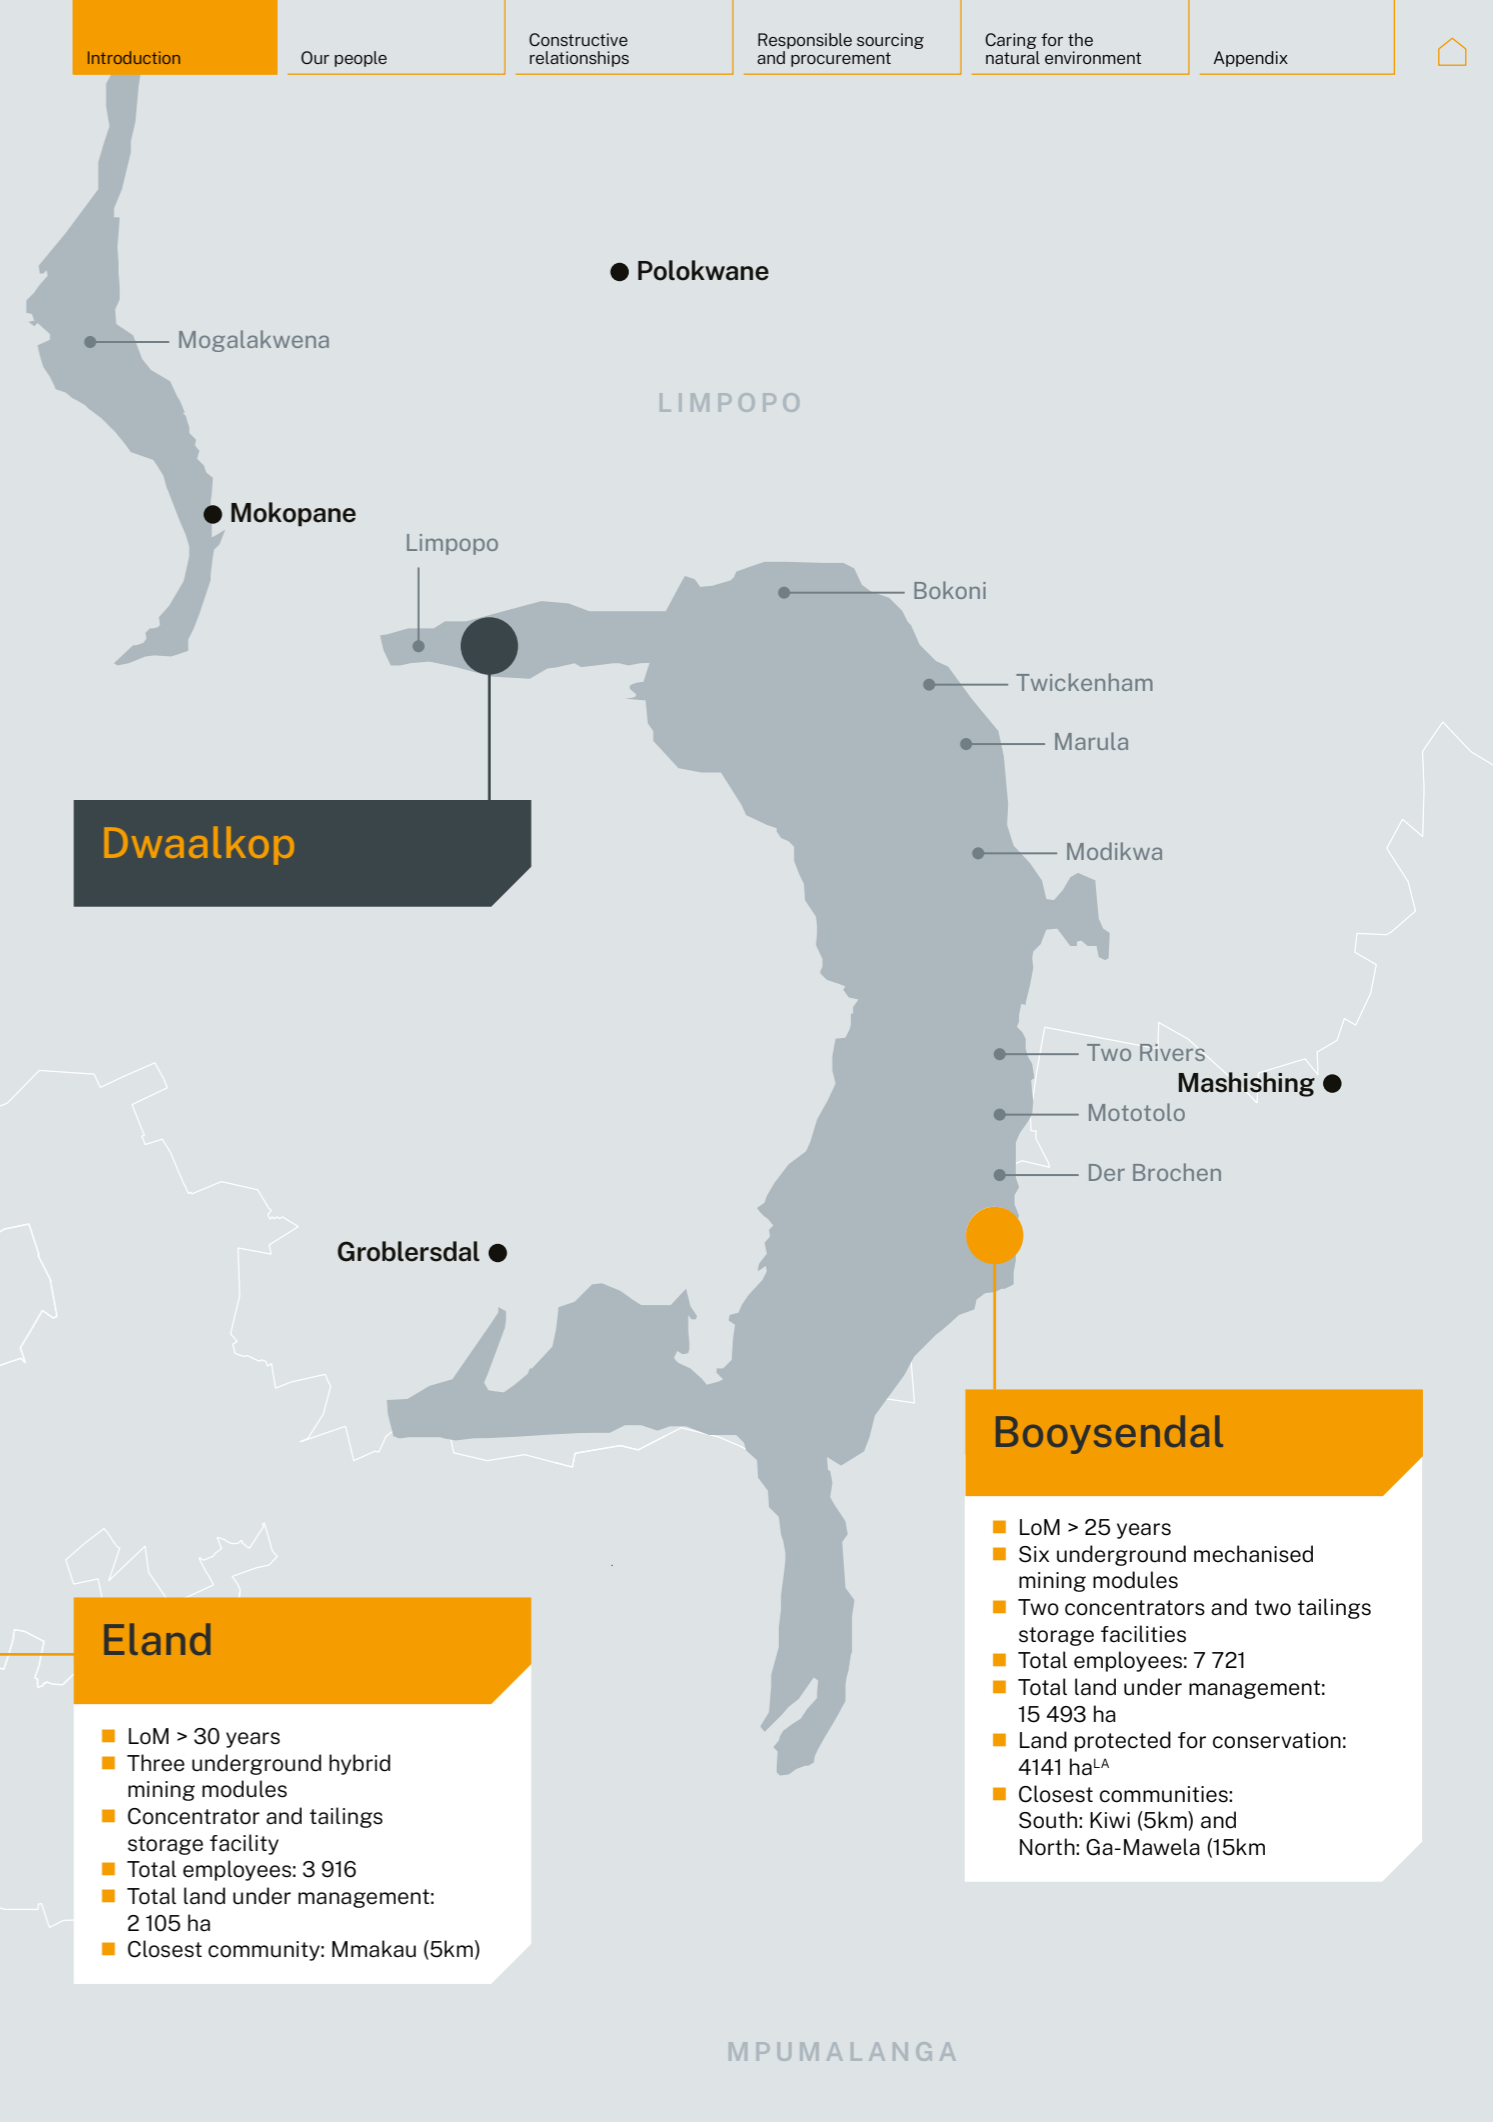 Introduction
Our people
Constructive
relationships
Responsible sourcing
and procurement
Caring for the
natural environment
Appendix
Polokwane
Mogalakwena
LIMPOPO
Mokopane
Limpopo
Bokoni
Twickenham
Marula
Dwaalkop
Modikwa
Two Rivers
Mashishing
Mototolo
Der Brochen
Groblersdal
Booysendal
LoM > 25 years
Six underground mechanised
mining modules
Two concentrators and two tailings
storage facilities
Total employees: 7 721
Total land under management:
15 493 ha
Land protected for conservation:
4141 haLA
Closest communities:
South: Kiwi (5km) and
North: Ga-Mawela (15km
Eland
LoM > 30 years
Three underground hybrid
mining modules
Concentrator and tailings
storage facility
Total employees: 3 916
Total land under management:
2 105 ha
Closest community: Mmakau (5km)
MPUMALANGA